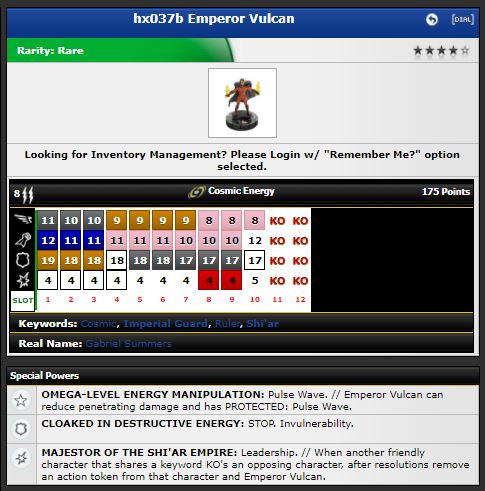 hx037b Emperor Vulcan
[DIAL]
Rarity: Rare
Looking for Inventory Management? Please Login w/ "Remember Me?" option
selected.
8 Cosmic Energy 175 Points
11 10 10 9 9 9 9 8 8 8 KO KO
12 11 11 11 11 11 10 10 10 12 KO KO
19 18 18 18 18 18 17 17 17 17 KO KO
4 4 4 4 4 4 4 4 4 5 KO KO
SLOT 1 2 3 4 5 6 7 8 9 10 11 12
Keywords: Cosmic, Imperial Guard, Ruler, Shi'ar
Real Name: Gabriel Summers
Special Powers
OMEGA-LEVEL ENERGY MANIPULATION: Pulse Wave. // Emperor Vulcan can
reduce penetrating damage and has PROTECTED: Pulse Wave.
CLOAKED IN DESTRUCTIVE ENERGY: STOP. Invulnerability.
MAJESTOR OF THE SHI'AR EMPIRE: Leadership. // When another friendly
character that shares a keyword KO's an opposing character, after resolutions remove
an action token from that character and Emperor Vulcan.